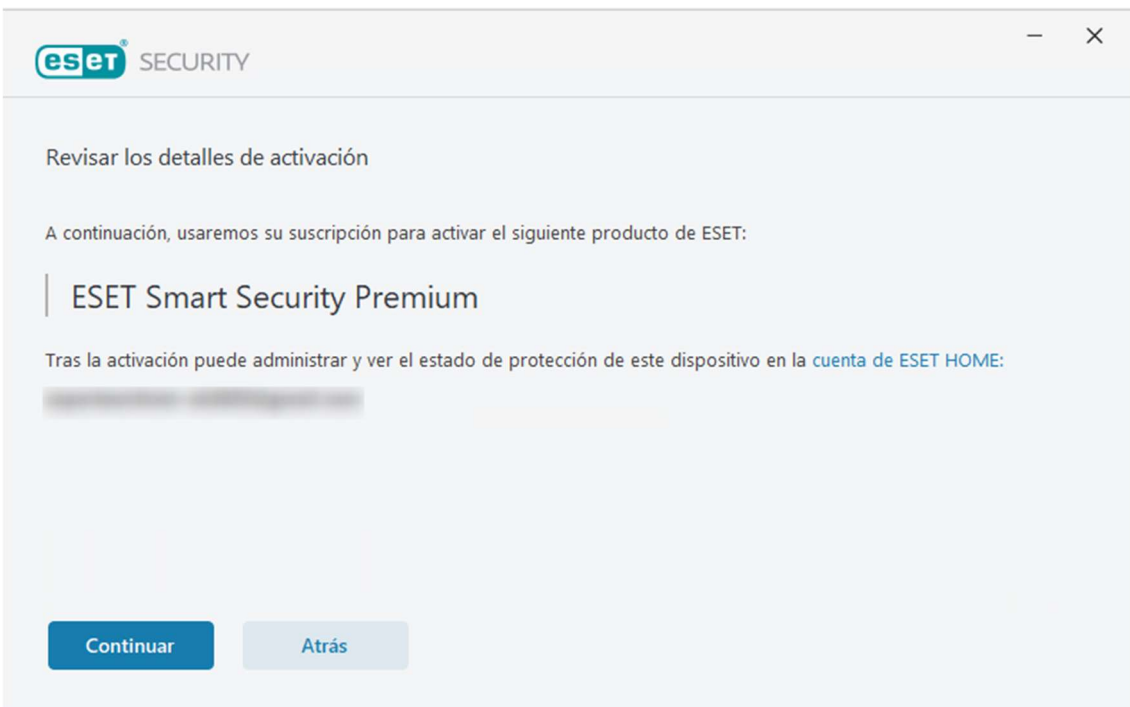 eset® SECURITY
Revisar los detalles de activación
A continuación, usaremos su suscripción para activar el siguiente producto de ESET:
ESET Smart Security Premium
Tras la activación puede administrar y ver el estado de protección de este dispositivo en la cuenta de ESET HOME:
Continuar
Atrás